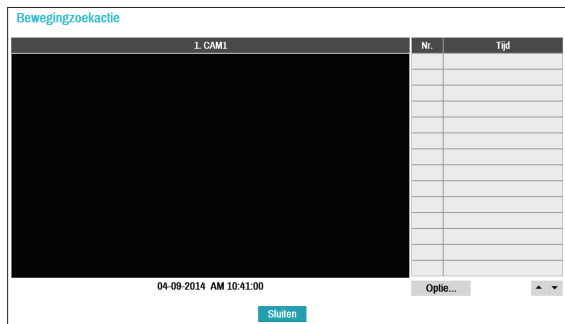 Bewegingzoekactie
1. CAM1 Nr. Tijd
04-09-2014 AM 10:41:00 Optie...
Sluiten